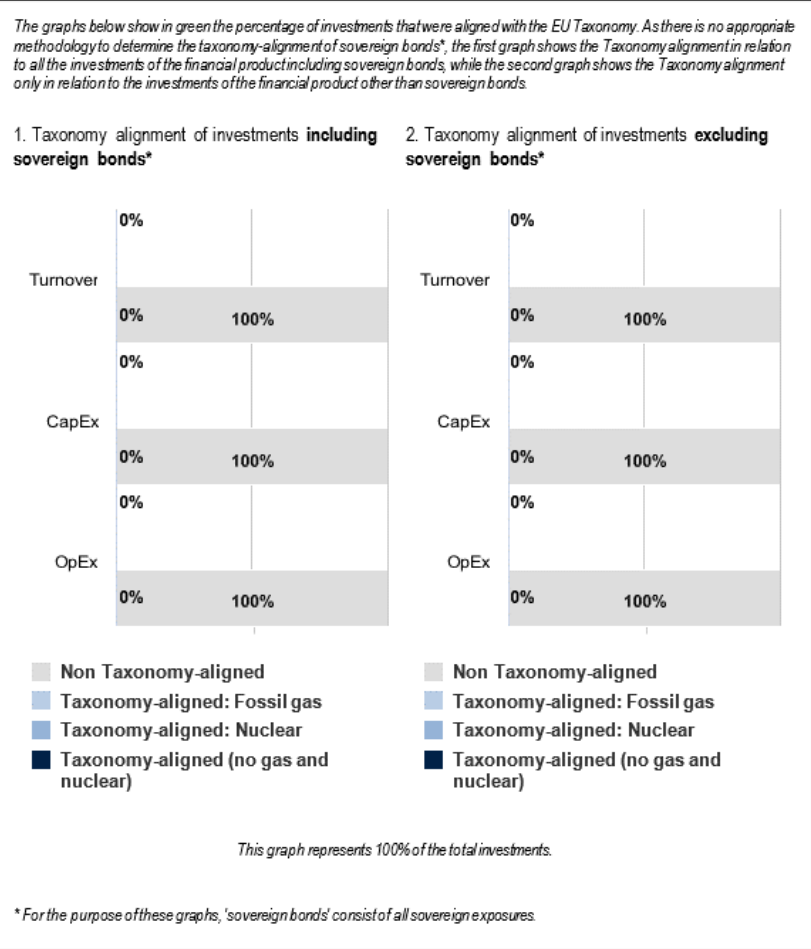 The graphs below show in green the percentage of investments that were aligned with the EU Taxonomy. As there is no appropriate
methodology to determine the taxonomy-alignment of sovereign bonds*, the first graph shows the Taxonomy alignment in relation
to all the investments of the financial product including sovereign bonds, while the second graph shows the Taxonomy alignment
only in relation to the investments of the financial product other than sovereign bonds.
1. Taxonomy alignment of investments including
sovereign bonds*
0%
Turnover
0% 100%
0%
CapEx
0% 100%
0%
OpEx
0% 100%
Non Taxonomy-aligned
Taxonomy-aligned: Fossil gas
Taxonomy-aligned: Nuclear
Taxonomy-aligned (no gas and
nuclear)
2. Taxonomy alignment of investments excluding
sovereign bonds*
0%
Turnover
0% 100%
0%
CapEx
0% 100%
0%
OpEx
0% 100%
Non Taxonomy-aligned
Taxonomy-aligned: Fossil gas
Taxonomy-aligned: Nuclear
Taxonomy-aligned (no gas and
nuclear)
This graph represents 100% of the total investments.
* For the purpose of these graphs, 'sovereign bonds' consist of all sovereign exposures.